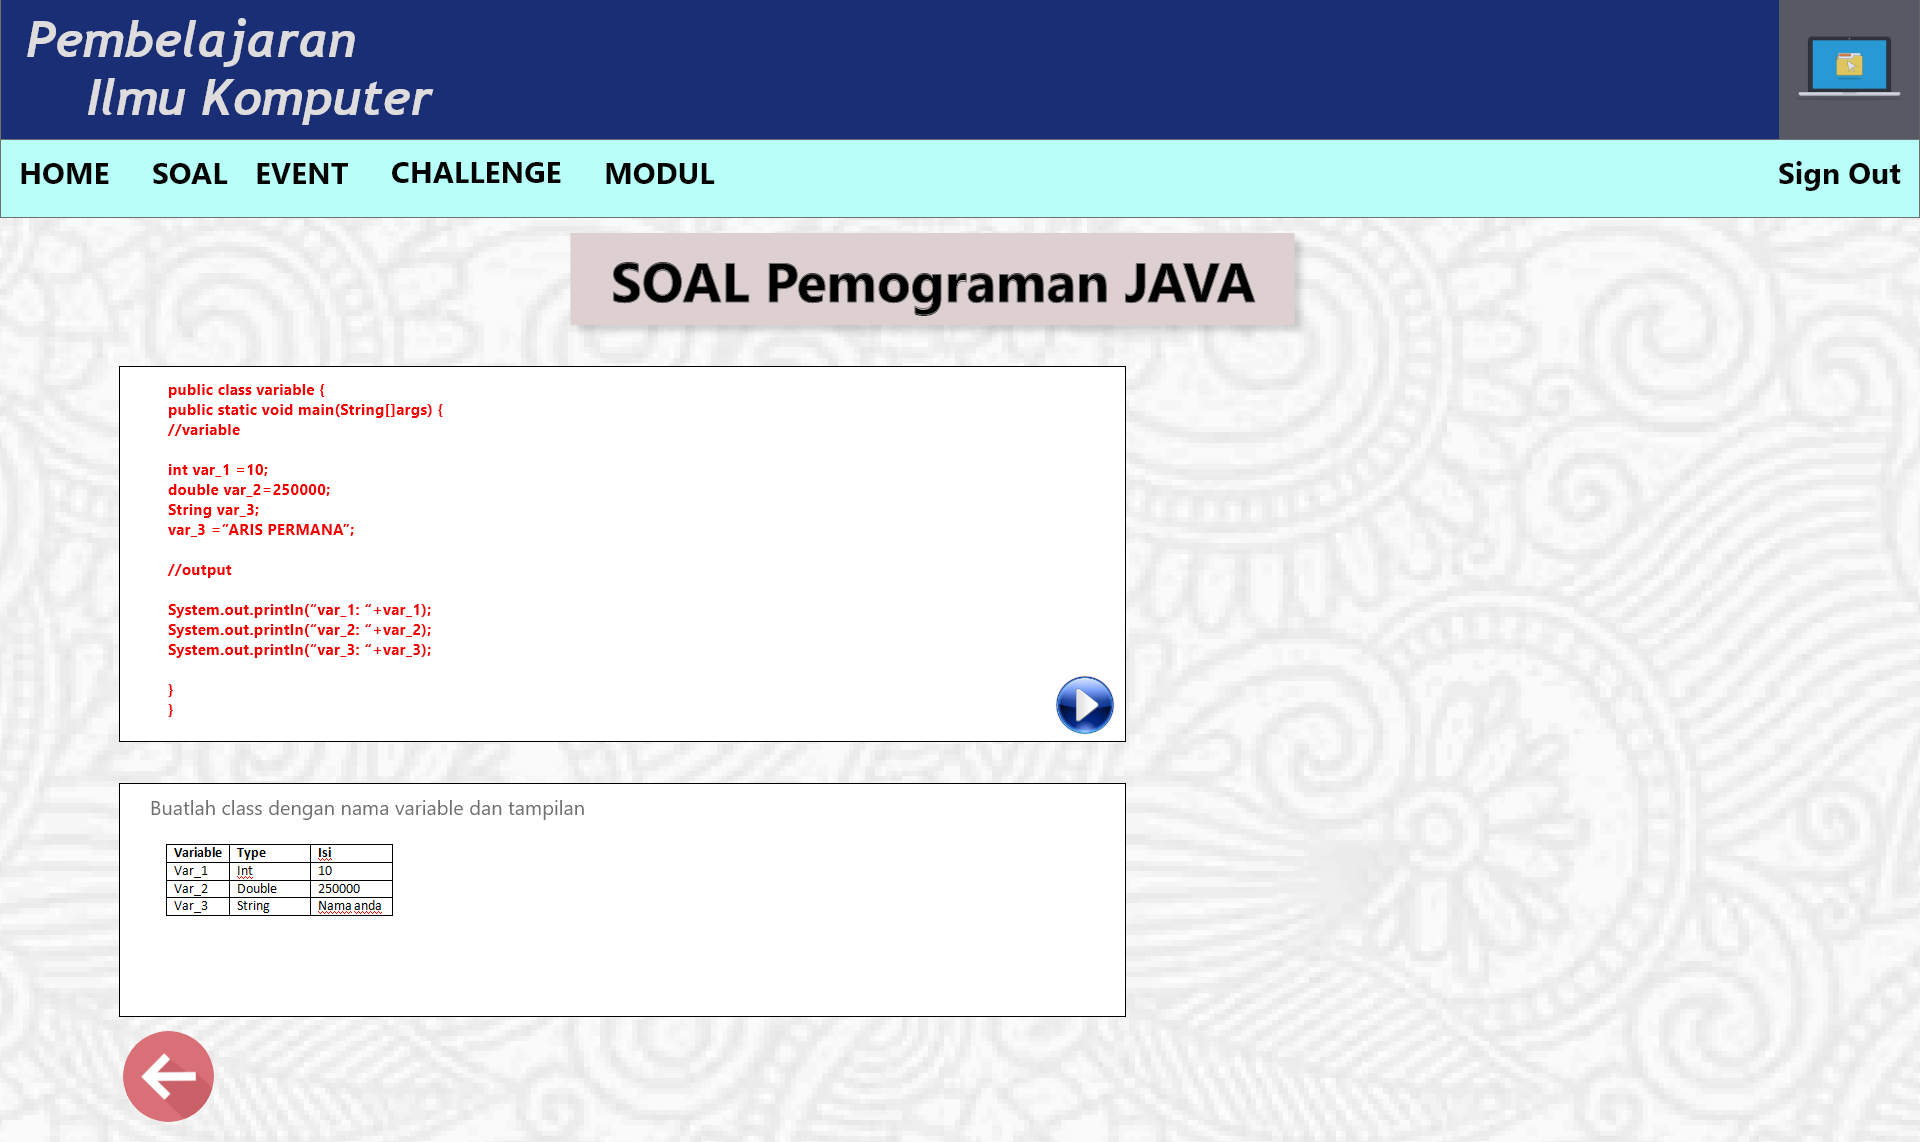 Pembelajaran
Ilmu Komputer
HOME SOAL EVENT CHALLENGE MODUL Sign Out
SOAL Pemograman JAVA
public class variable {
public static void main(String[]args) {
//variable
int var_1 =10;
double var_2=250000;
String var_3;
var_3 =”ARIS PERMANA”;
//output
System.out.println(“var_1: “+var_1);
System.out.println(“var_2: “+var_2);
System.out.println(“var_3: “+var_3);
}
}
Buatlah class dengan nama variable dan tampilan
Variable Type Isi
Var_1 Int 10
Var_2 Double 250000
Var_3 String Nama anda